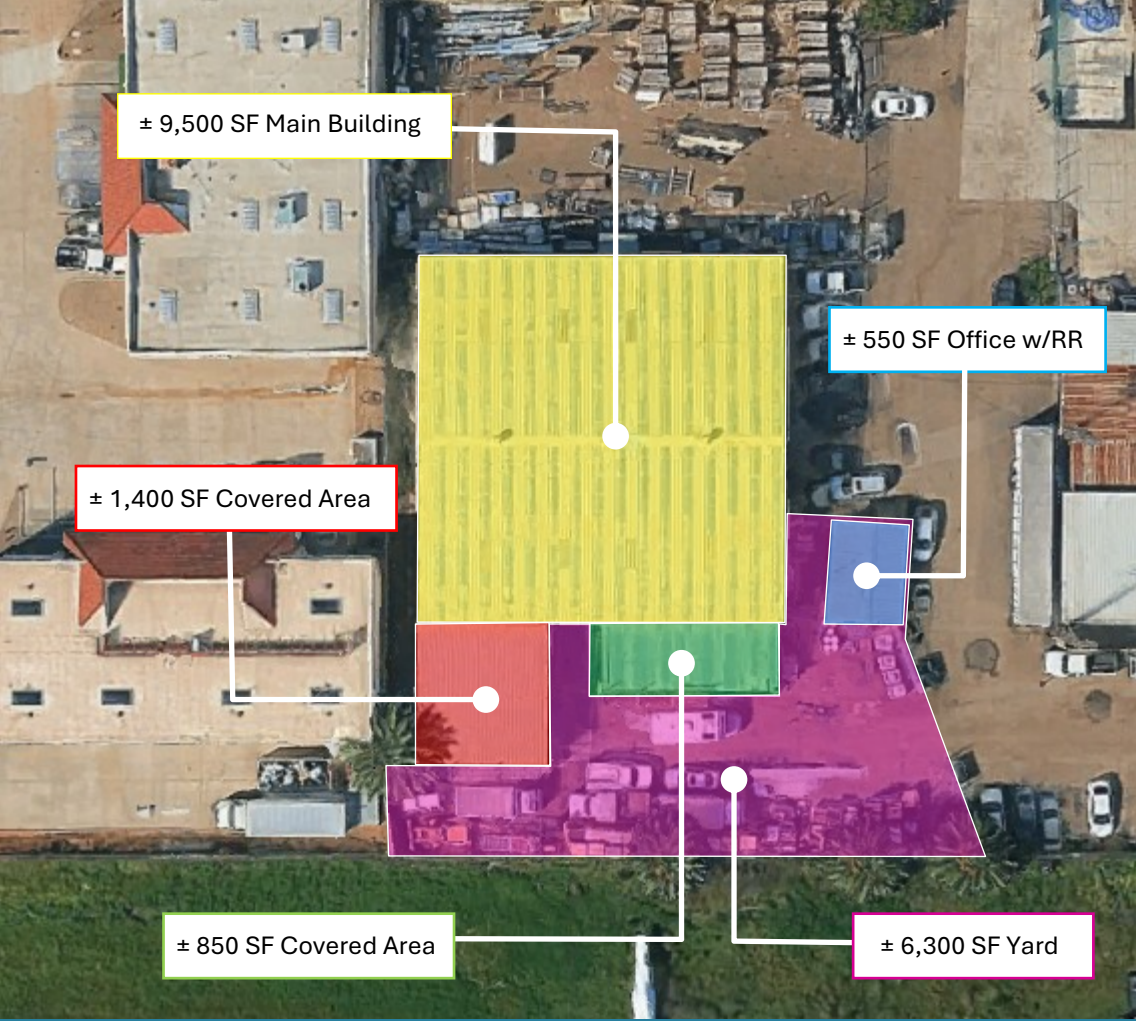 ± 9,500 SF Main Building
± 550 SF Office w/RR
± 1,400 SF Covered Area
± 850 SF Covered Area
± 6,300 SF Yard